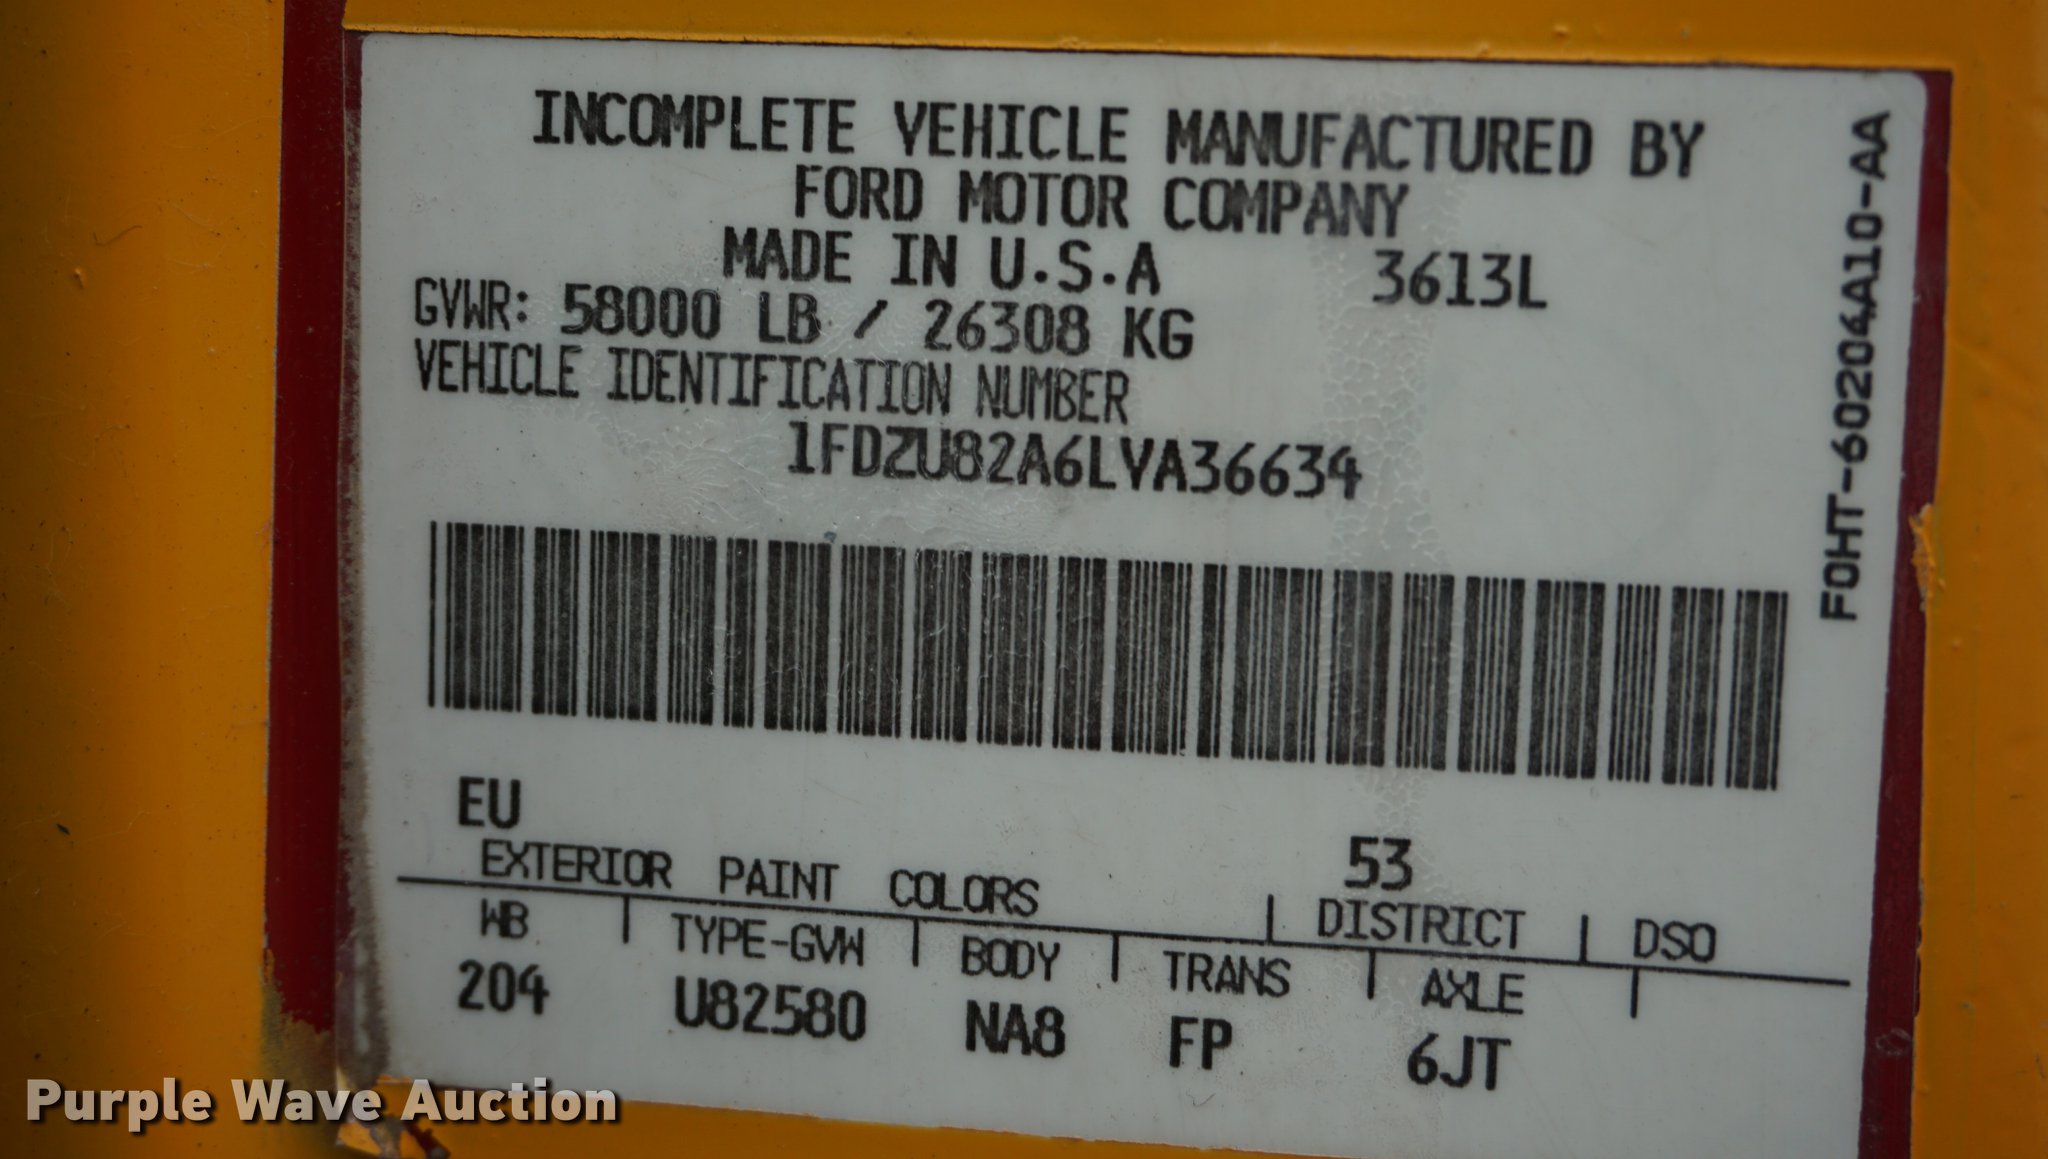 INCOMPLETE VEHICLE MANUFACTURED BY
FORD MOTOR COMPANY
MADE IN U.S.A
3613L
GVWR: 58000 LB / 26308 KG
VEHICLE IDENTIFICATION NUMBER
1FDZU82A6LVA36634
F0HT-60204A10-AA
EU
53
EXTERIOR PAINT COLORS
DISTRICT
DSO
WB
TYPE-GVW
BODY
TRANS
AXLE
204
U82580
NA8
FP
6JT
Purple Wave Auction